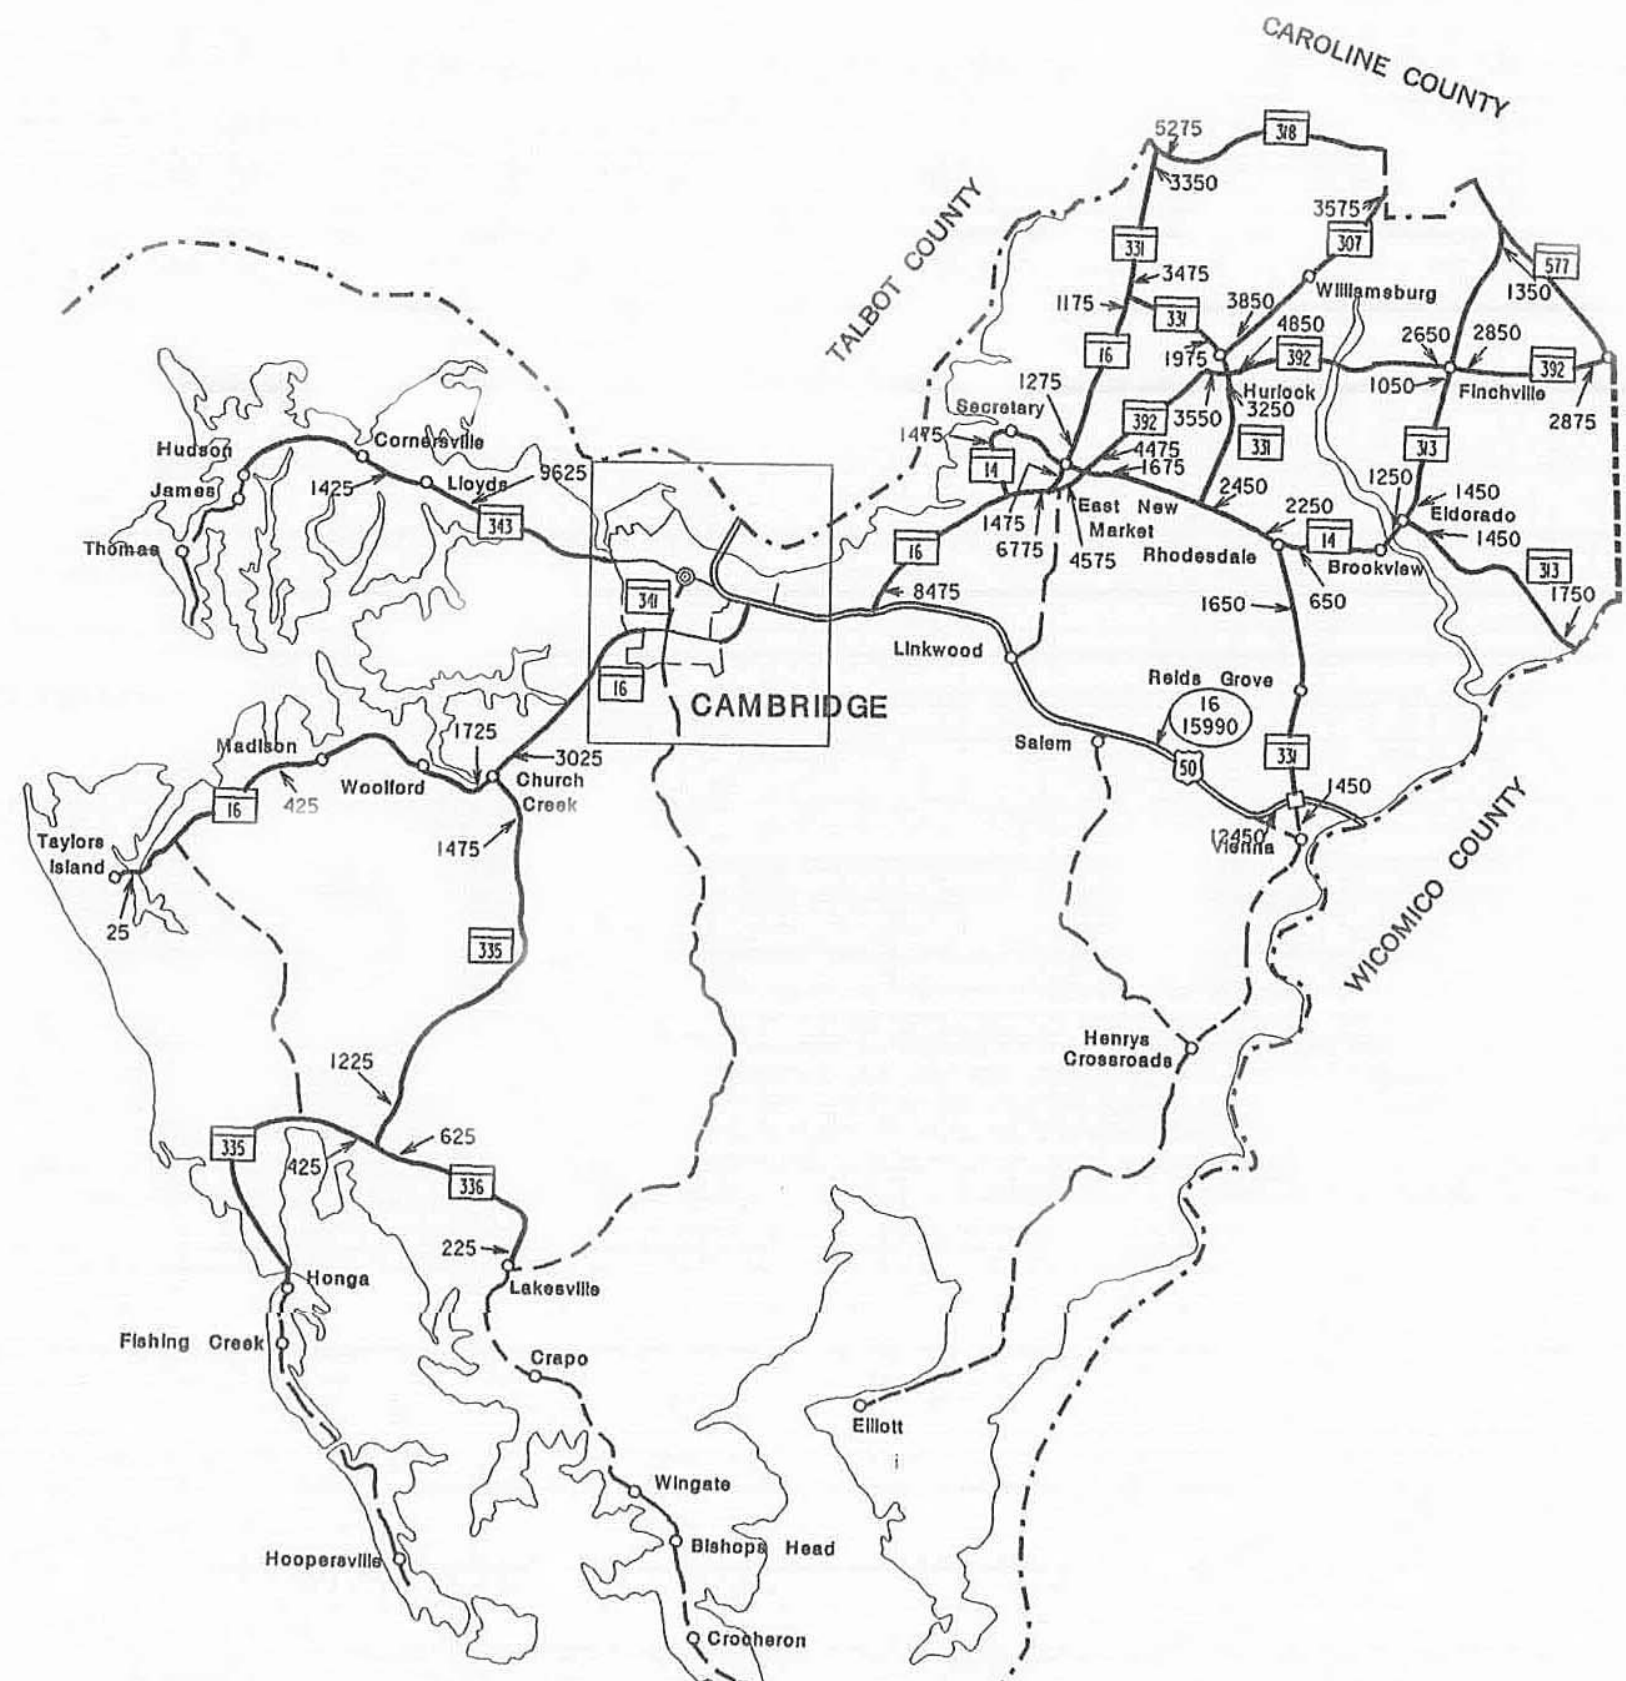 CAROLINE COUNTY
5275
318
3350
TALBOT COUNTY
3575
307
331
577
3475
1350
Williamsburg
1175
331
3850
4850
2650
2850
16
1975
392
392
1275
1050
Finchville
Secretary
Hurlock
392
3550
3250
2875
1475
331
313
Hudson
Cornersville
4475
14
1675
James
1425
Lloyds
9625
1250
1450
2450
East New
Market
Eldorado
343
1475
2250
1450
Thomas
16
6775
4575
Rhodesdale
14
Brookview
313
341
8475
1650
650
1750
Linkwood
16
CAMBRIDGE
Reids Grove
16
15990
Madison
1725
Salem
3025
Woolford
Church
Creek
50
331
1450
16
425
12450
Vienna
Taylors
Island
1475
WICOMICO COUNTY
25
335
Henrys
Crossroads
1225
335
625
425
336
225
Honga
Lakesville
Fishing Creek
Crapo
Elliott
Wingate
Hoopersville
Bishops Head
Crocheron